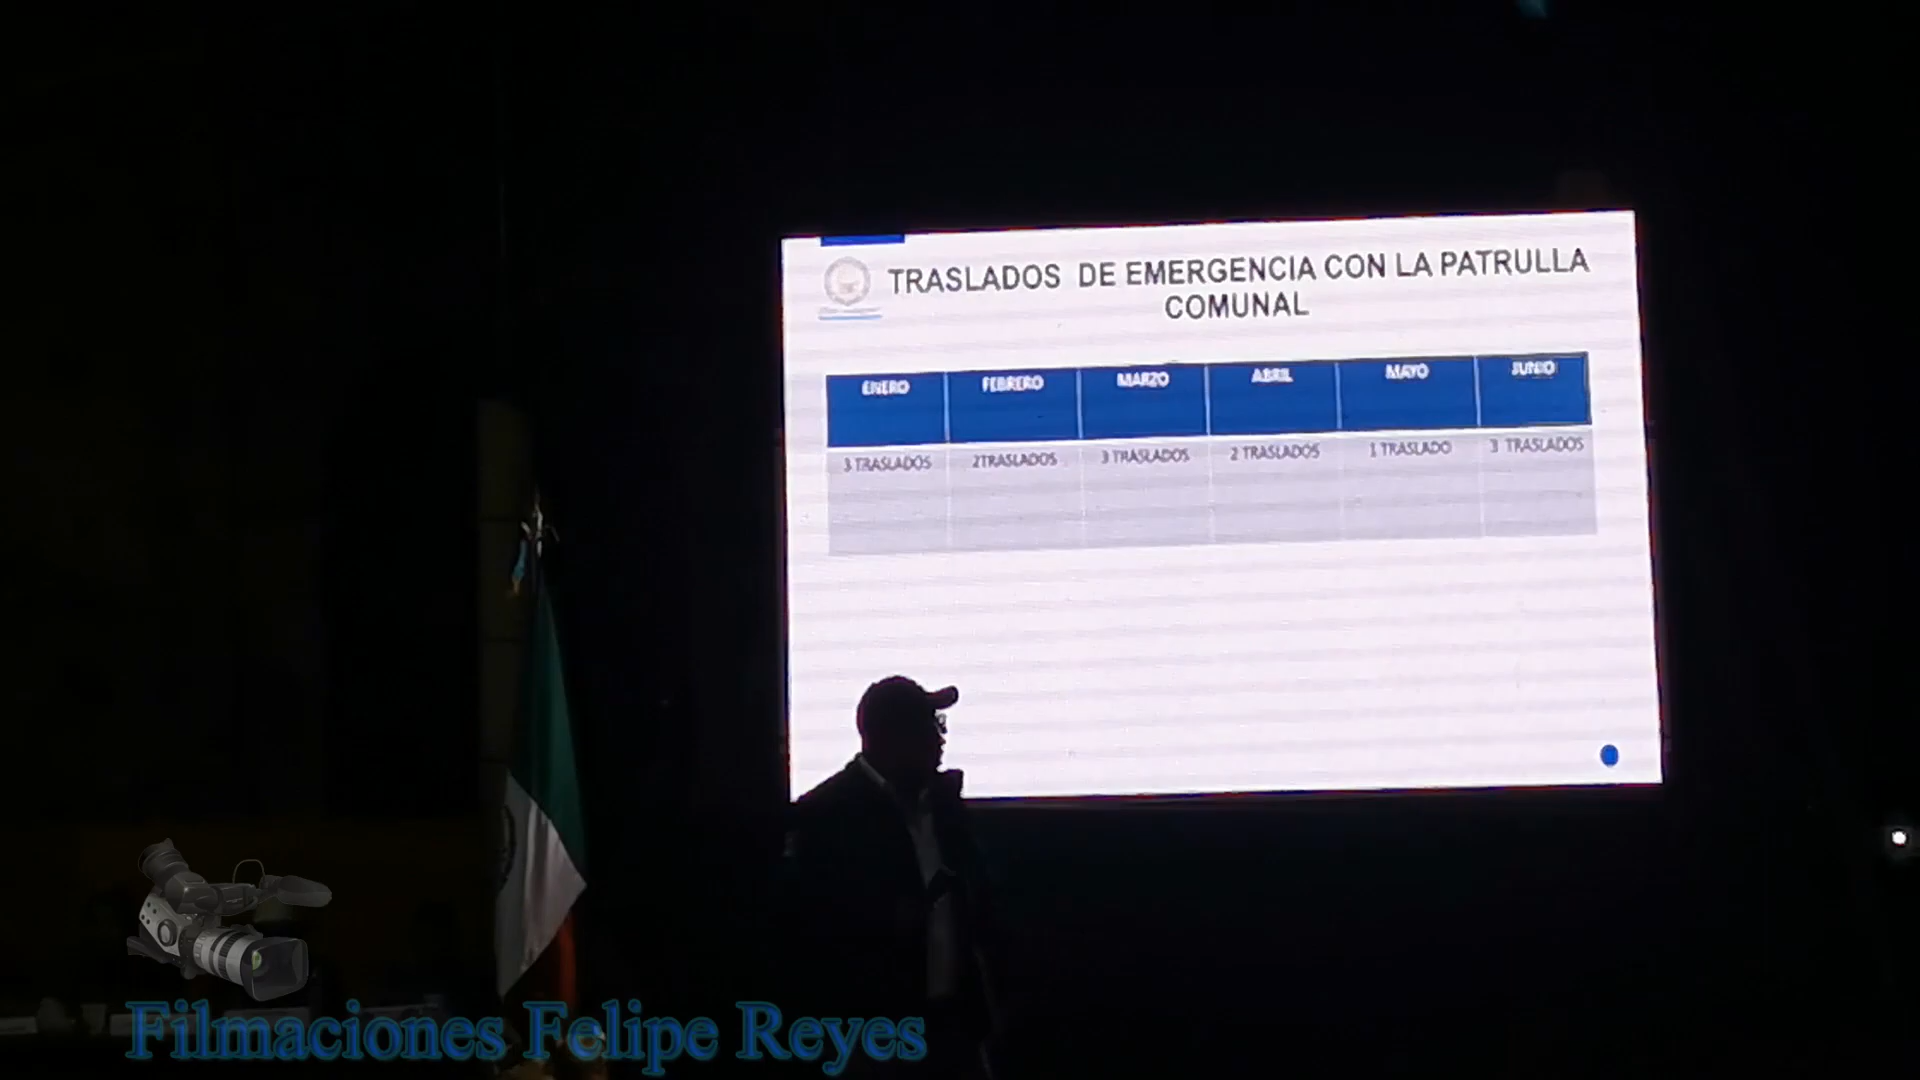 TRASLADOS DE EMERGENCIA CON LA PATRULLA
COMUNAL
ENERO FEBRERO MARZO ABRIL MAYO JUNIO
3 TRASLADOS 2TRASLADOS 3 TRASLADOS 2 TRASLADOS 1 TRASLADO 3 TRASLADOS
Filmaciones Felipe Reyes